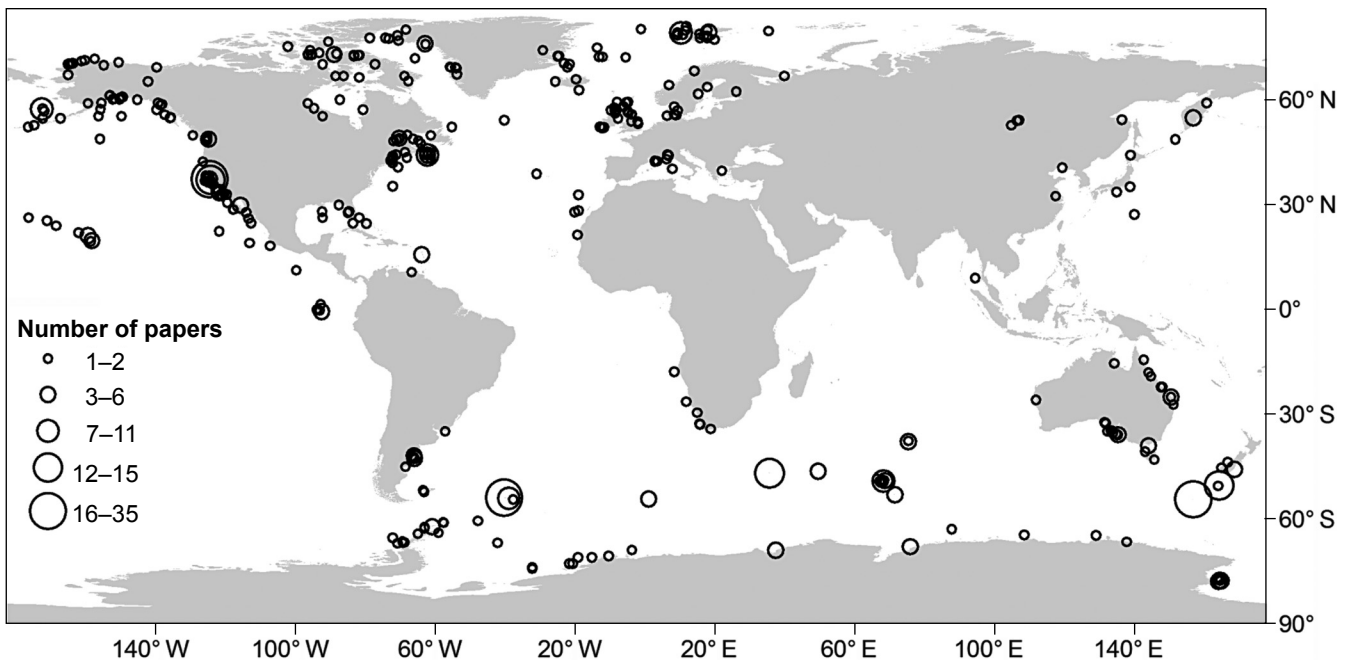 60° N
30° N
0°
30° S
60° S
90°
Number of papers
1–2
3–6
7–11
12–15
16–35
140° W
100° W
60° W
20° W
20° E
60° E
100° E
140° E